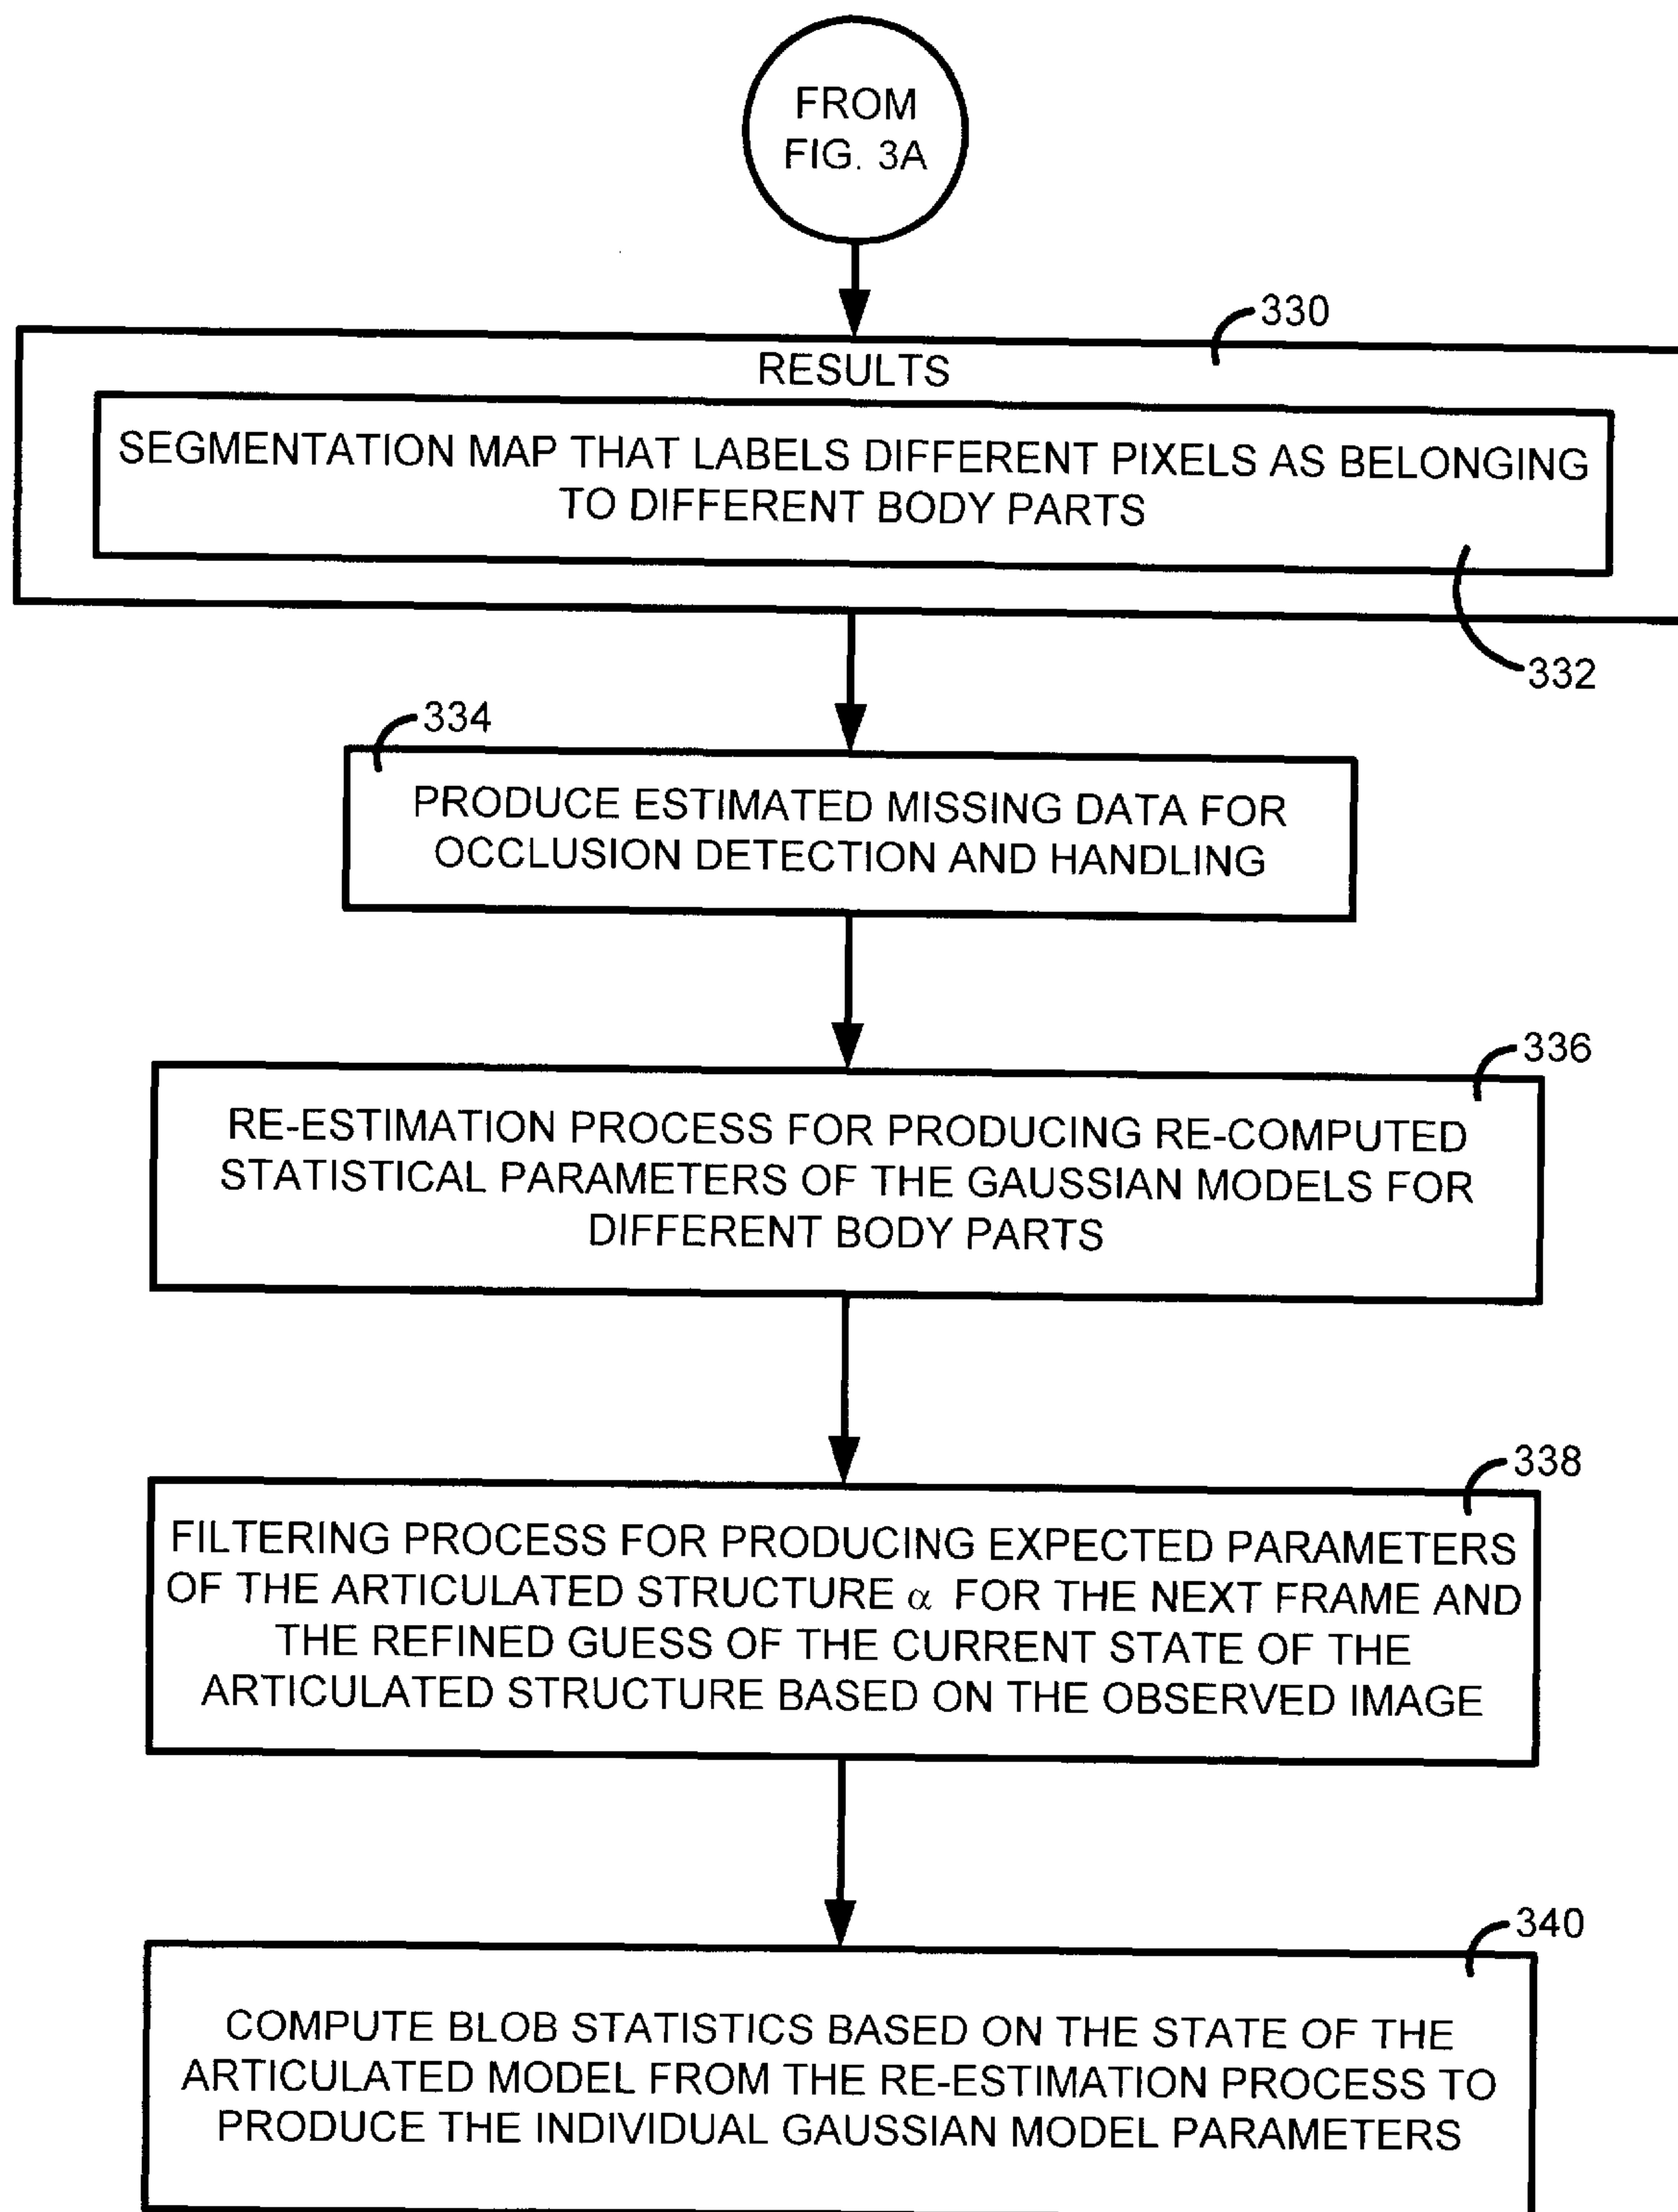 FROM
FIG. 3A
330
RESULTS
SEGMENTATION MAP THAT LABELS DIFFERENT PIXELS AS BELONGING
TO DIFFERENT BODY PARTS
332
334
PRODUCE ESTIMATED MISSING DATA FOR
OCCLUSION DETECTION AND HANDLING
336
RE-ESTIMATION PROCESS FOR PRODUCING RE-COMPUTED
STATISTICAL PARAMETERS OF THE GAUSSIAN MODELS FOR
DIFFERENT BODY PARTS
338
FILTERING PROCESS FOR PRODUCING EXPECTED PARAMETERS
OF THE ARTICULATED STRUCTURE α FOR THE NEXT FRAME AND
THE REFINED GUESS OF THE CURRENT STATE OF THE
ARTICULATED STRUCTURE BASED ON THE OBSERVED IMAGE
340
COMPUTE BLOB STATISTICS BASED ON THE STATE OF THE
ARTICULATED MODEL FROM THE RE-ESTIMATION PROCESS TO
PRODUCE THE INDIVIDUAL GAUSSIAN MODEL PARAMETERS